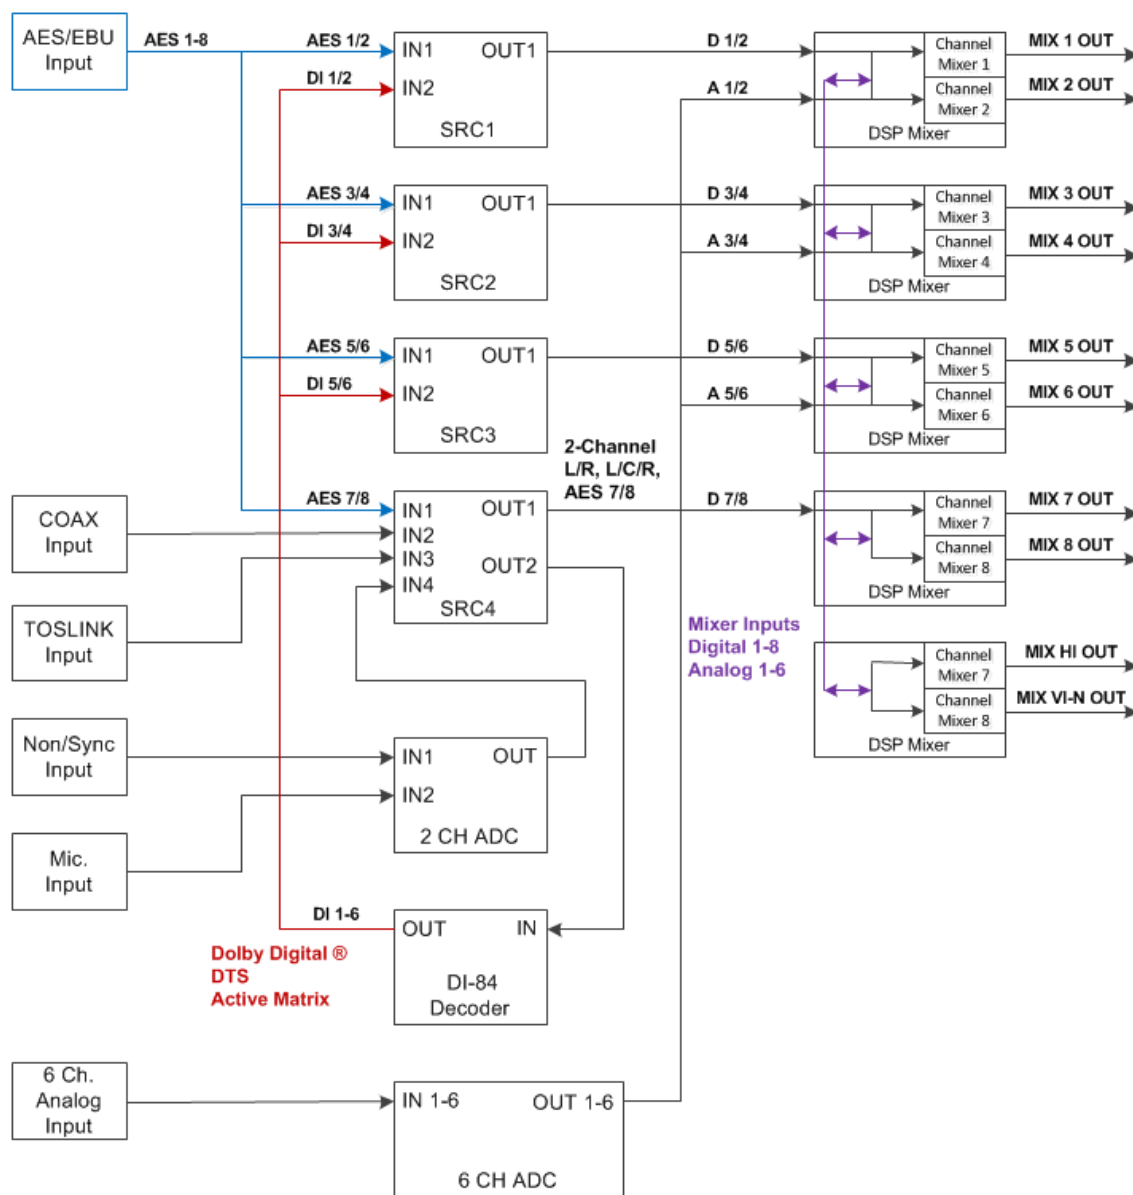 AES/EBU
Input
AES 1-8
AES 1/2
DI 1/2
IN1
OUT1
IN2
SRC1
D 1/2
A 1/2
Channel
Mixer 1
Channel
Mixer 2
DSP Mixer
MIX 1 OUT
MIX 2 OUT
AES 3/4
DI 3/4
IN1
OUT1
IN2
SRC2
D 3/4
A 3/4
Channel
Mixer 3
Channel
Mixer 4
DSP Mixer
MIX 3 OUT
MIX 4 OUT
AES 5/6
DI 5/6
IN1
OUT1
IN2
SRC3
D 5/6
A 5/6
Channel
Mixer 5
Channel
Mixer 6
DSP Mixer
MIX 5 OUT
MIX 6 OUT
2-Channel
L/R, L/C/R,
AES 7/8
COAX
Input
TOSLINK
Input
AES 7/8
IN1
OUT1
IN2
IN3
OUT2
IN4
SRC4
D 7/8
Channel
Mixer 7
Channel
Mixer 8
DSP Mixer
MIX 7 OUT
MIX 8 OUT
Mixer Inputs
Digital 1-8
Analog 1-6
Channel
Mixer 7
Channel
Mixer 8
DSP Mixer
MIX HI OUT
MIX VI-N OUT
Non/Sync
Input
Mic.
Input
IN1
OUT
IN2
2 CH ADC
DI 1-6
Dolby Digital ®
DTS
Active Matrix
OUT
IN
DI-84
Decoder
6 Ch.
Analog
Input
IN 1-6
OUT 1-6
6 CH ADC